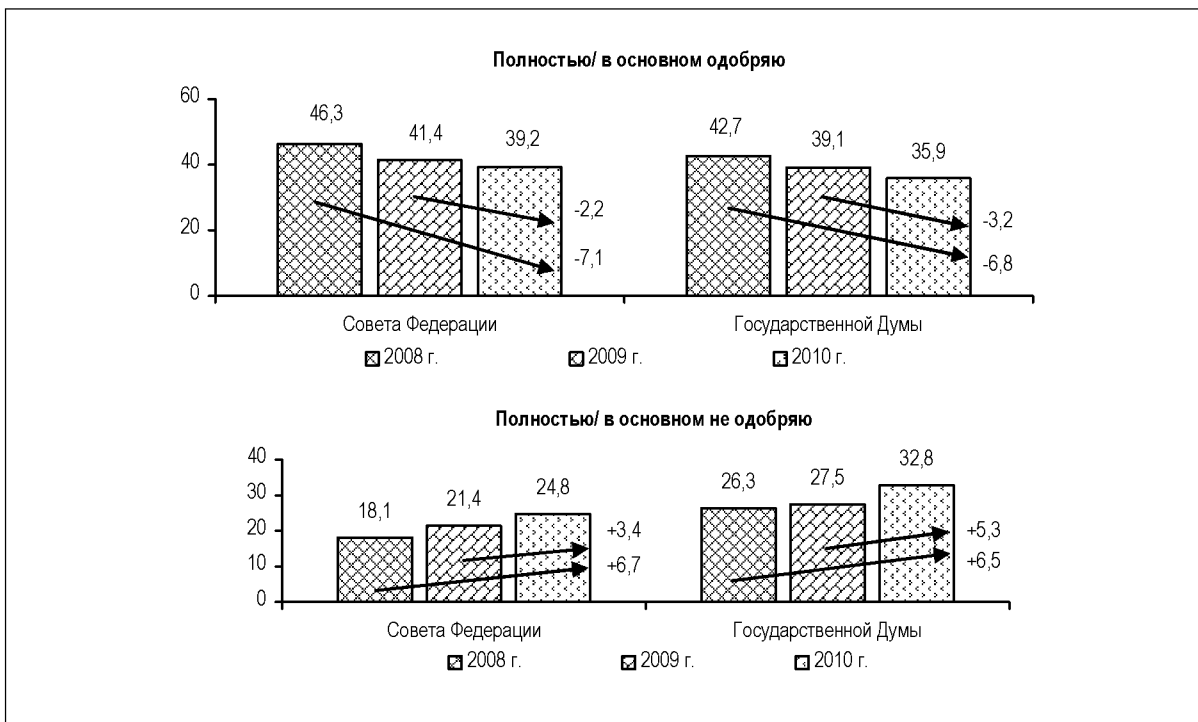 Полностью/ в основном одобряю
60
40
20
0
46,3
41,4
39,2
42,7
39,1
35,9
-2,2
-7,1
-3,2
-6,8
Совета Федерации
Государственной Думы
2008 г.
2009 г.
2010 г.
Полностью/ в основном не одобряю
40
30
20
10
0
18,1
21,4
24,8
26,3
27,5
32,8
+3,4
+6,7
+5,3
+6,5
Совета Федерации
Государственной Думы
2008 г.
2009 г.
2010 г.